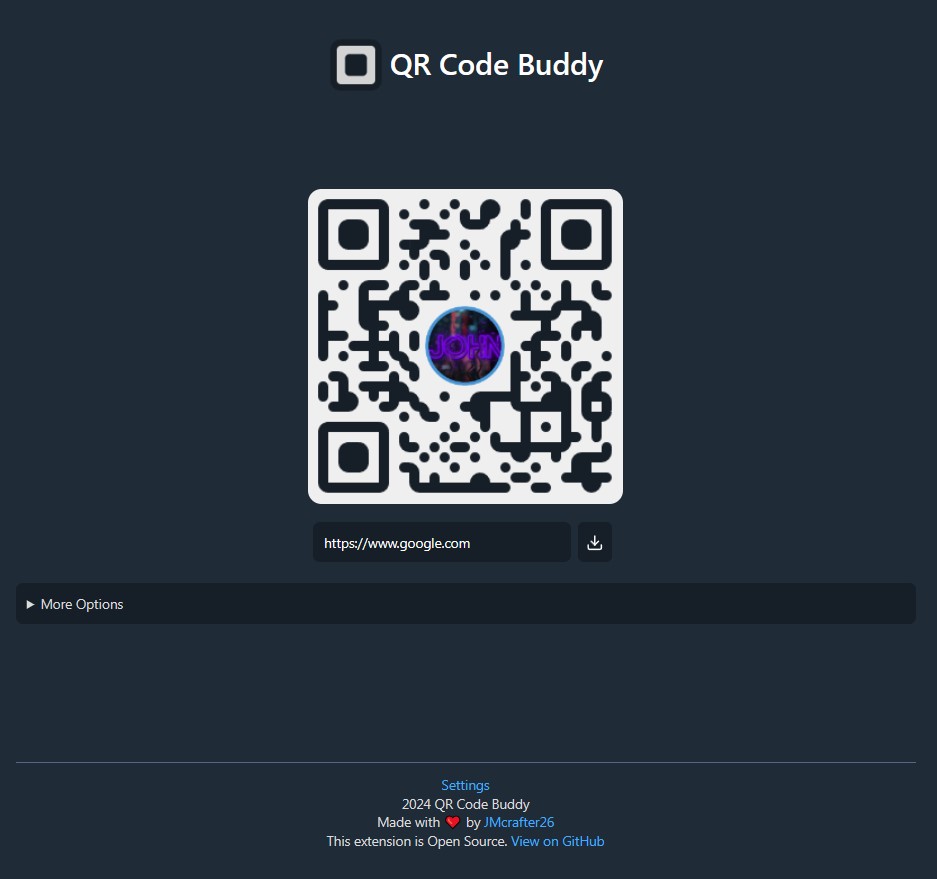 QR Code Buddy
JOHN
https://www.google.com
More Options
Settings
2024 QR Code Buddy
Made with ❤️ by JMcrafter26
This extension is Open Source. View on GitHub